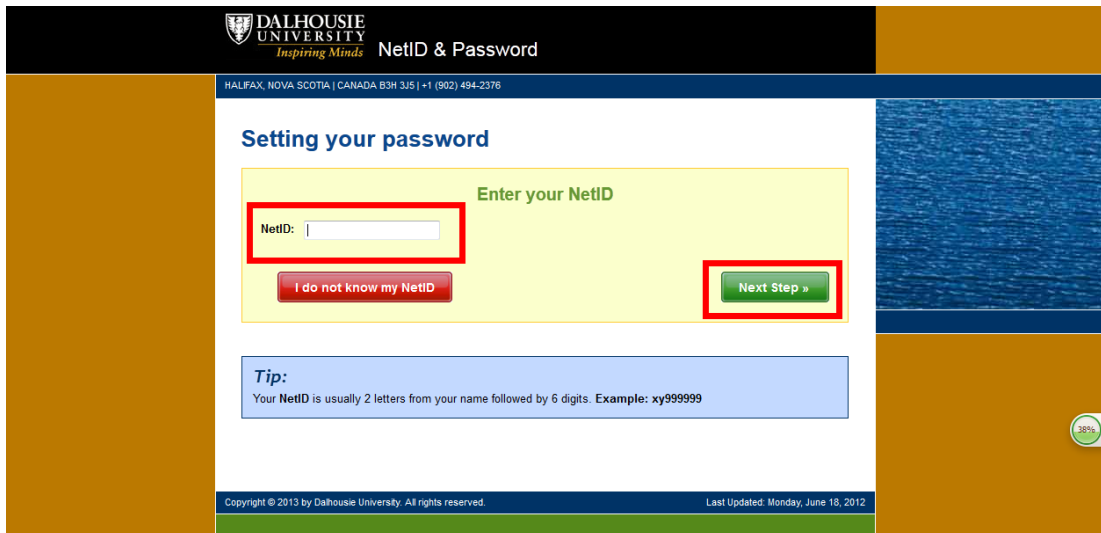 DALHOUSIE
UNIVERSITY
Inspiring Minds
NetID & Password
HALIFAX, NOVA SCOTIA | CANADA B3H 3J5 | +1 (902) 494-2376
Setting your password
Enter your NetID
NetID:
I do not know my NetID
Next Step »
Tip:
Your NetID is usually 2 letters from your name followed by 6 digits. Example: xy999999
38%
Copyright © 2013 by Dalhousie University. All rights reserved.
Last Updated: Monday, June 18, 2012